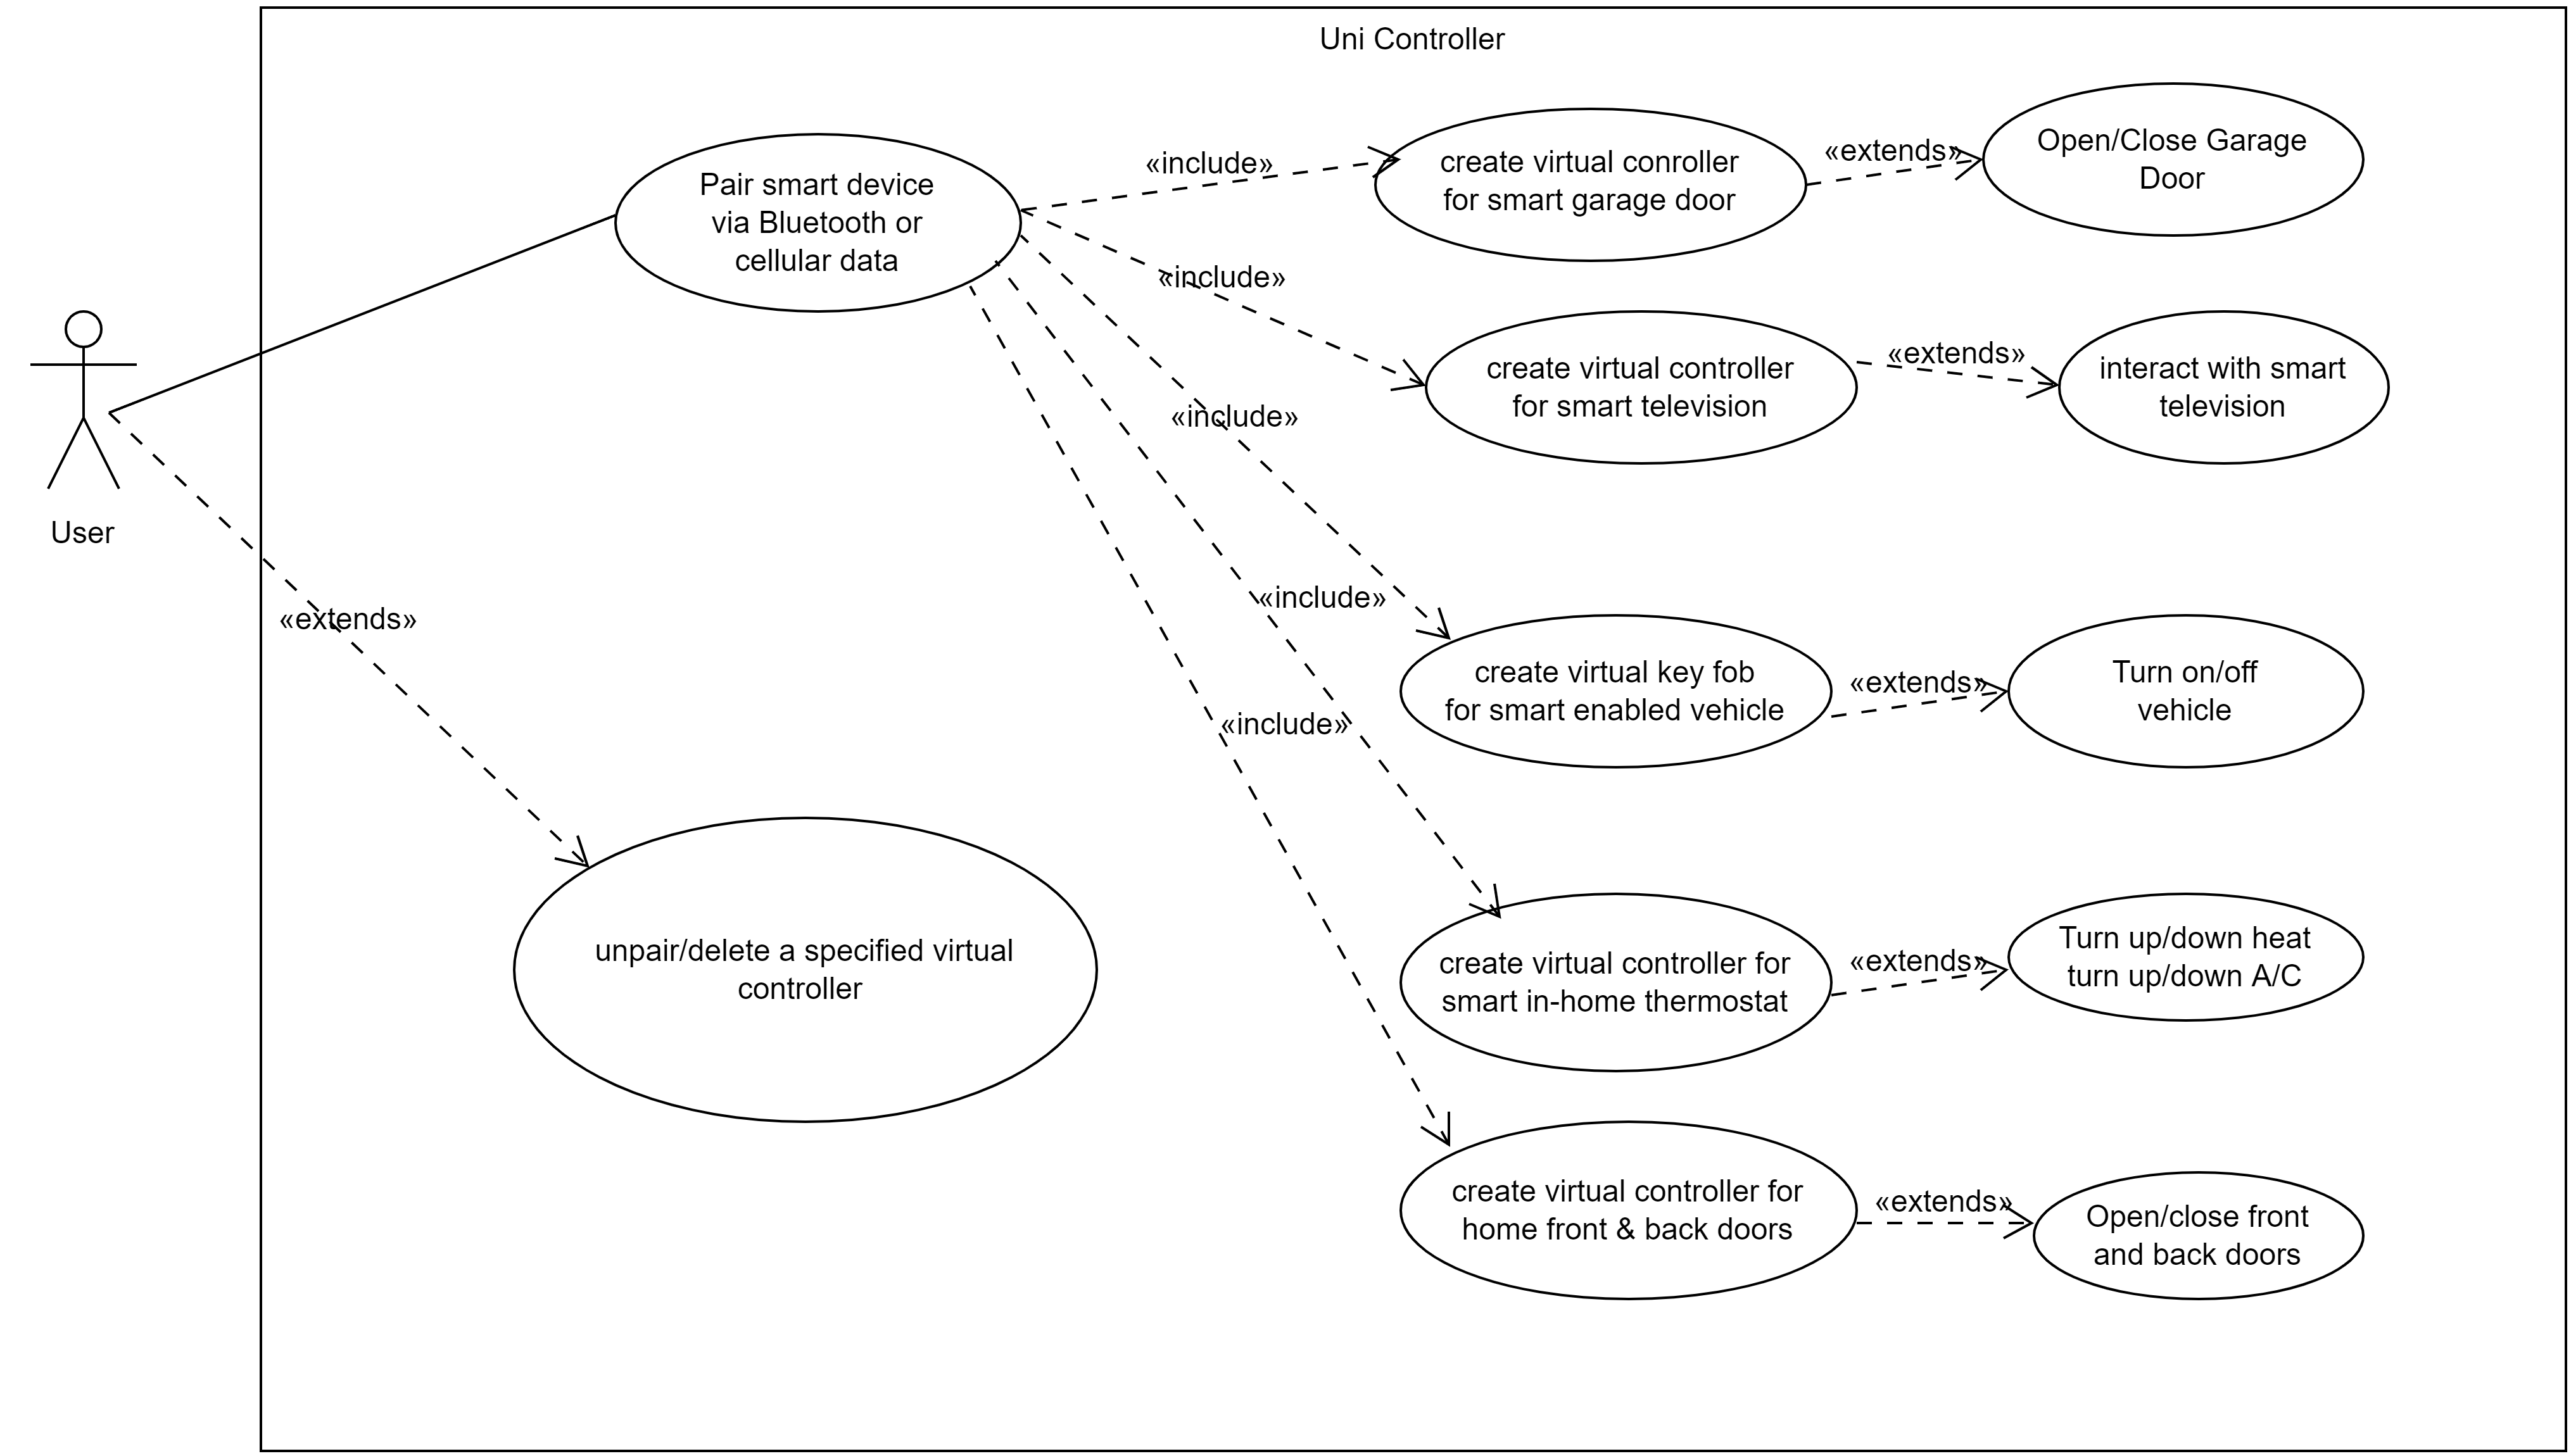 Uni Controller
Pair smart device
via Bluetooth or
cellular data
«include»
create virtual conroller
for smart garage door
«extends»
Open/Close Garage
Door
«include»
create virtual controller
for smart television
«extends»
interact with smart
television
User
«include»
create virtual key fob
for smart enabled vehicle
«extends»
Turn on/off
vehicle
«extends»
unpair/delete a specified virtual
controller
«include»
create virtual controller for
smart in-home thermostat
«extends»
Turn up/down heat
turn up/down A/C
«include»
create virtual controller for
home front & back doors
«extends»
Open/close front
and back doors